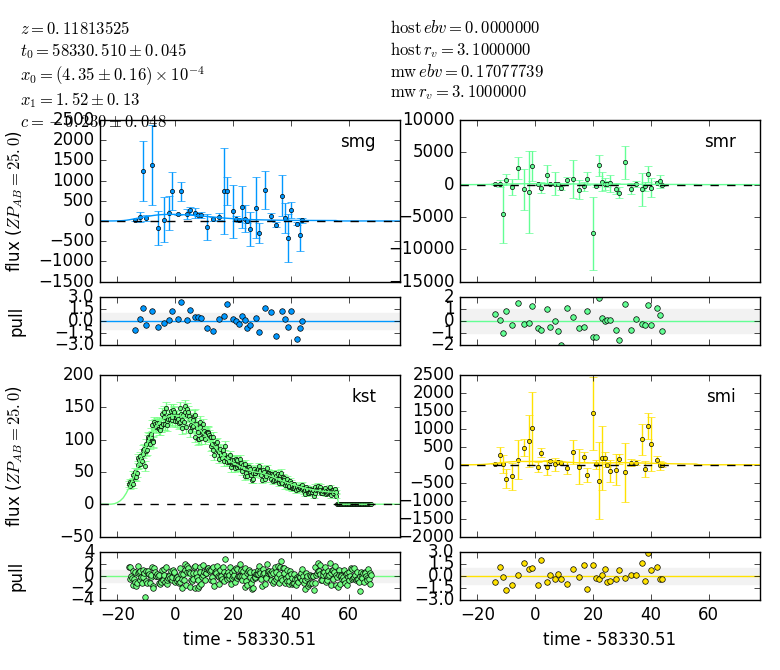 z = 0.11813525
t₀ = 58330.510 ± 0.045
x₀ = (4.35 ± 0.16) × 10⁻⁴
x₁ = 1.52 ± 0.13
c = −0.230 ± 0.048
host ebv = 0.0000000
host r_v = 3.1000000
mw ebv = 0.17077739
mw r_v = 3.1000000
flux (ZP_AB = 25.0)
2500
2000
1500
1000
500
0
−500
−1000
−1500
smg
10000
5000
0
−5000
−10000
−15000
smr
pull
3.0
1.5
0.0
−1.5
−3.0
2
1
0
−1
−2
flux (ZP_AB = 25.0)
200
150
100
50
0
−50
kst
2500
2000
1500
1000
500
0
−500
−1000
−1500
−2000
smi
pull
4
2
0
−2
−4
3.0
1.5
0.0
−1.5
−3.0
−20 0 20 40 60
−20 0 20 40 60
time - 58330.51
time - 58330.51